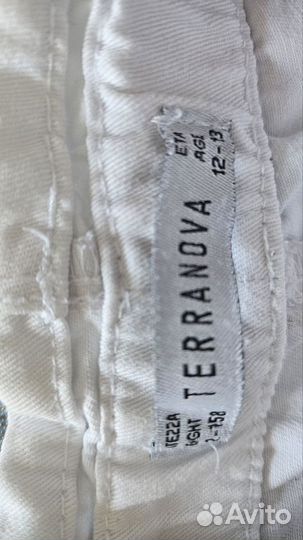 ETA
AGE
12-13
TERRANOVA
TEZZA
IGHT
-158
Avito